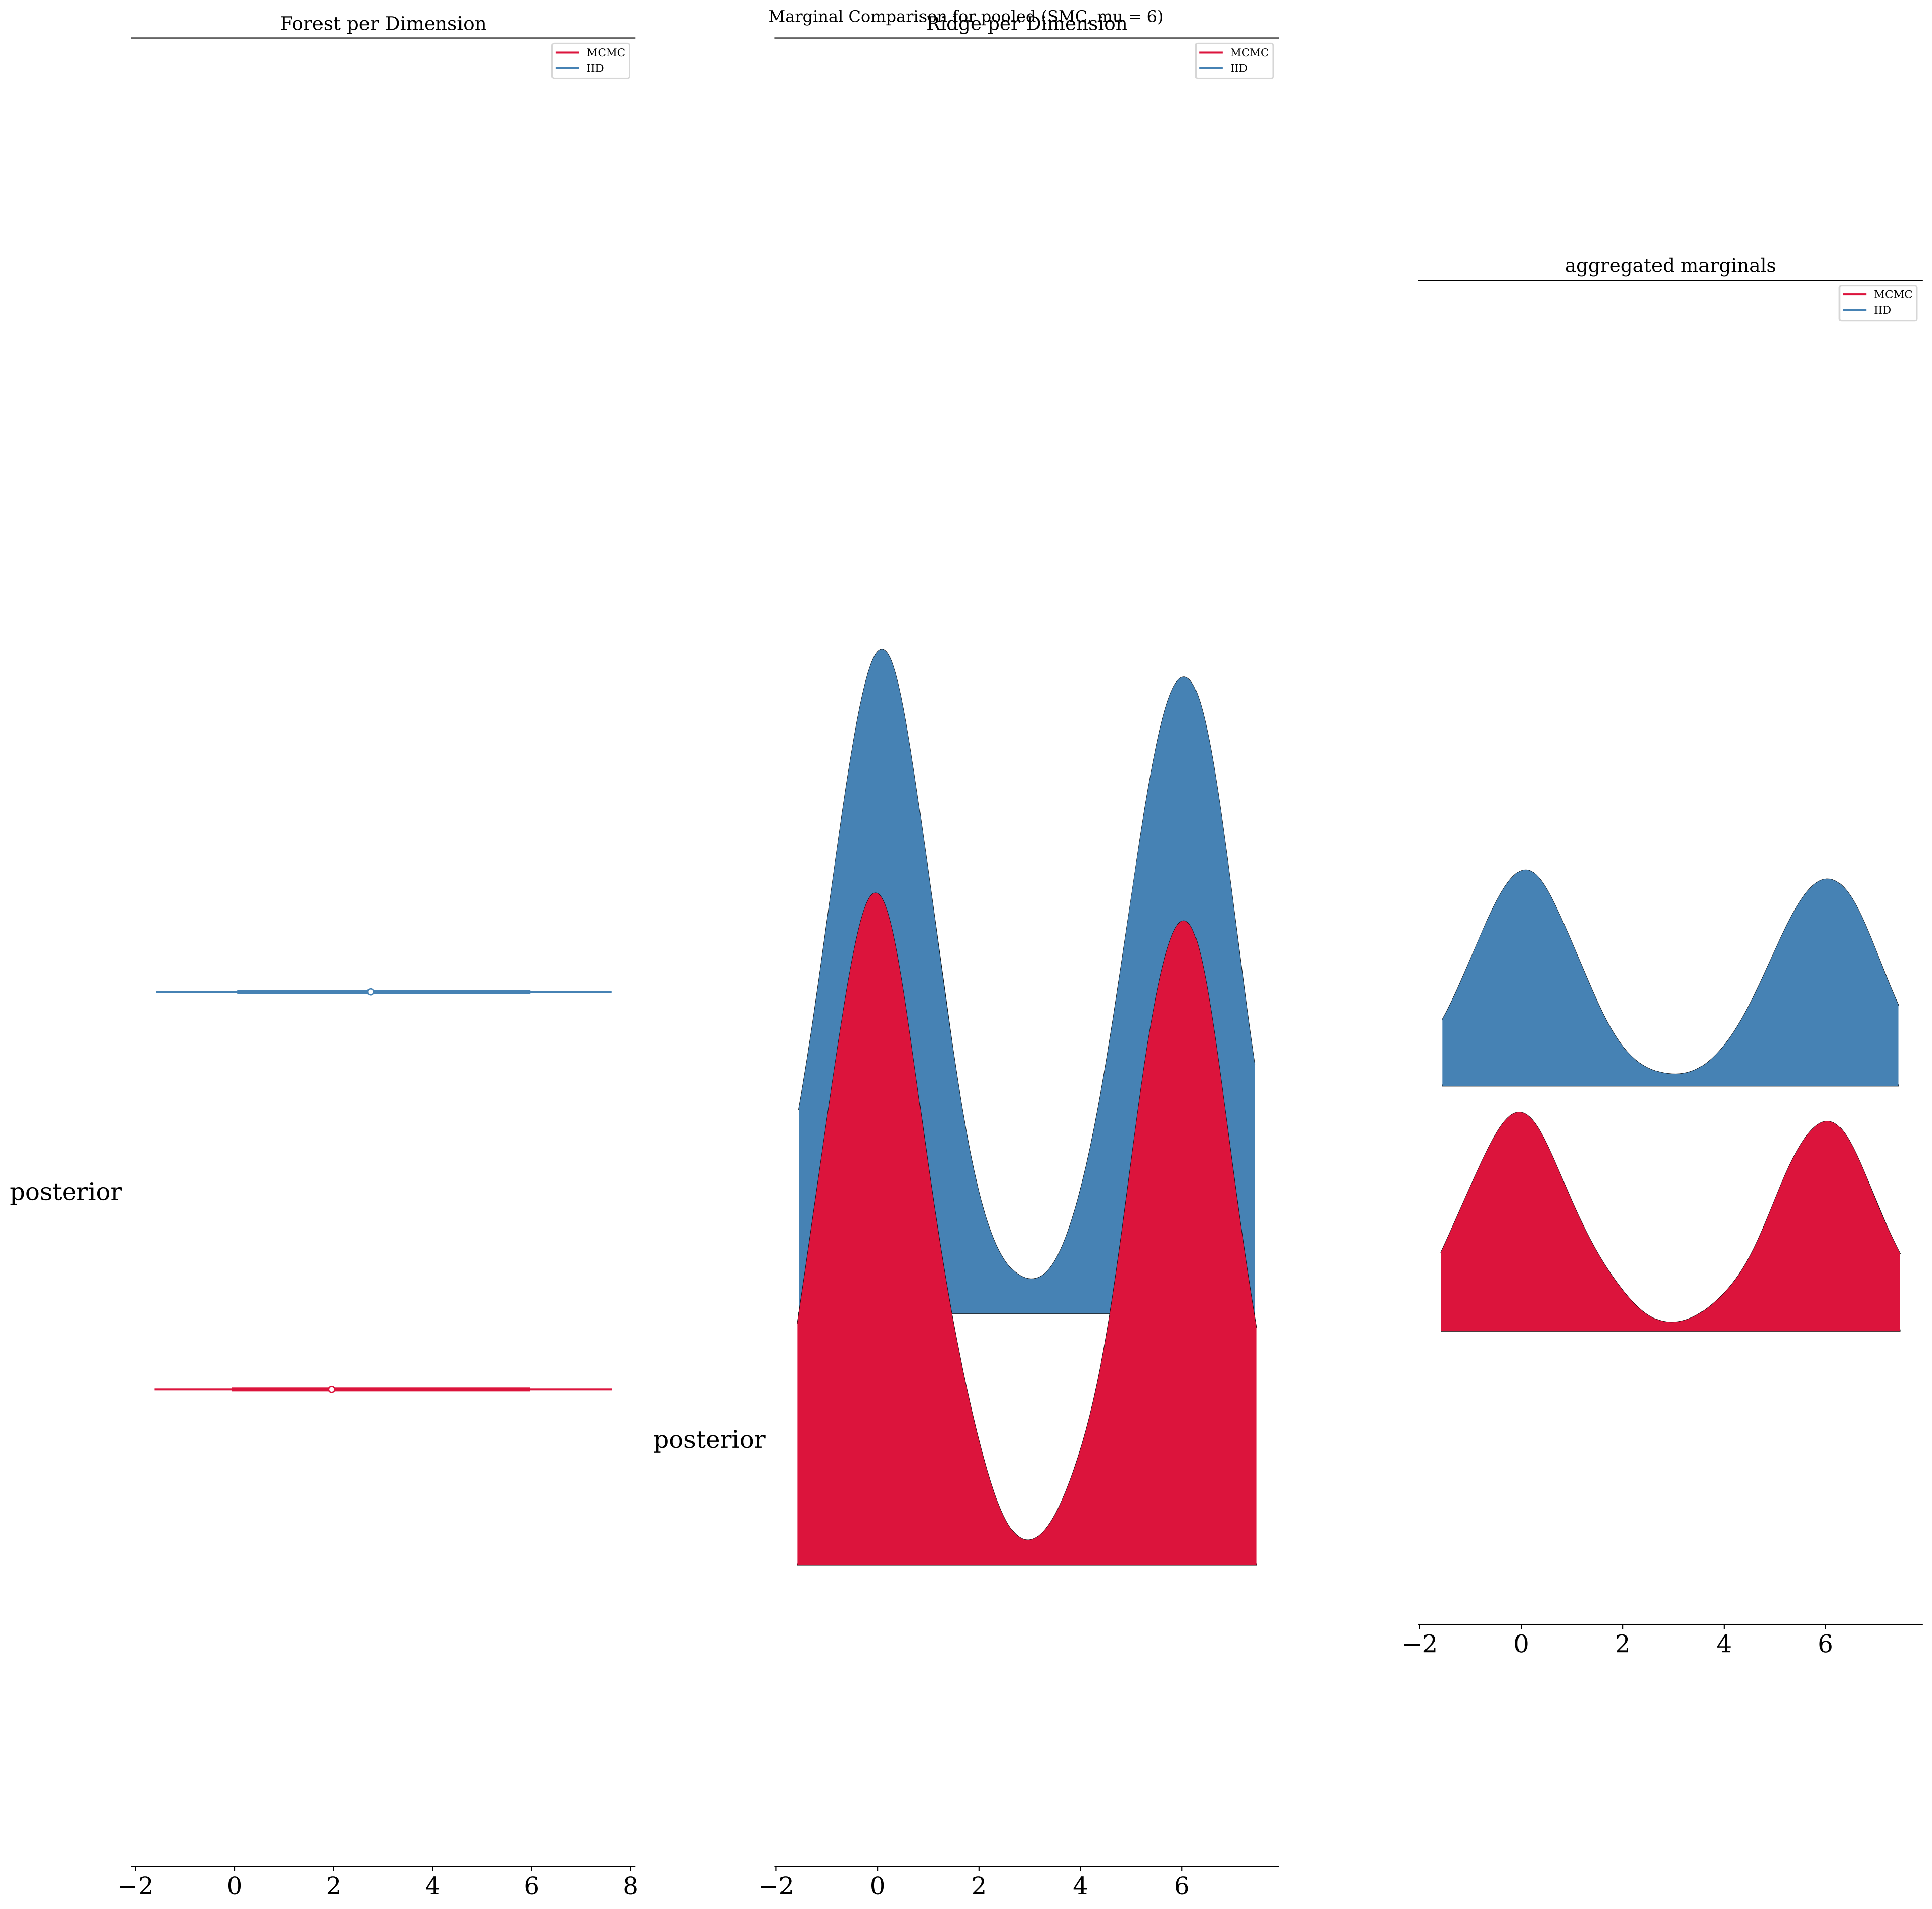 Marginal Comparison for pooled (SMC, mu = 6)
Forest per Dimension
MCMC
IID
posterior
−2 0 2 4 6 8
Ridge per Dimension
MCMC
IID
posterior
−2 0 2 4 6
aggregated marginals
MCMC
IID
−2 0 2 4 6